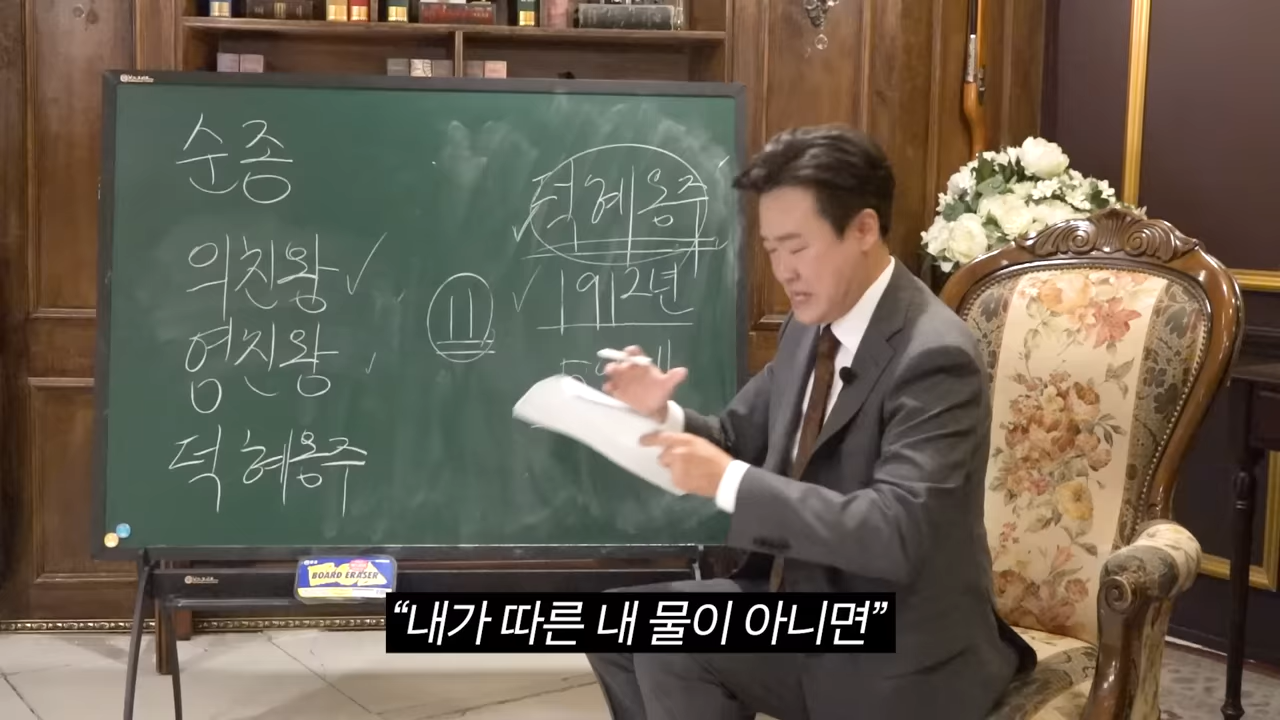 순종
의친왕
영친왕
덕혜옹주
11
덕혜옹주
1912년
BOARD ERASER
“내가 따른 내 물이 아니면”